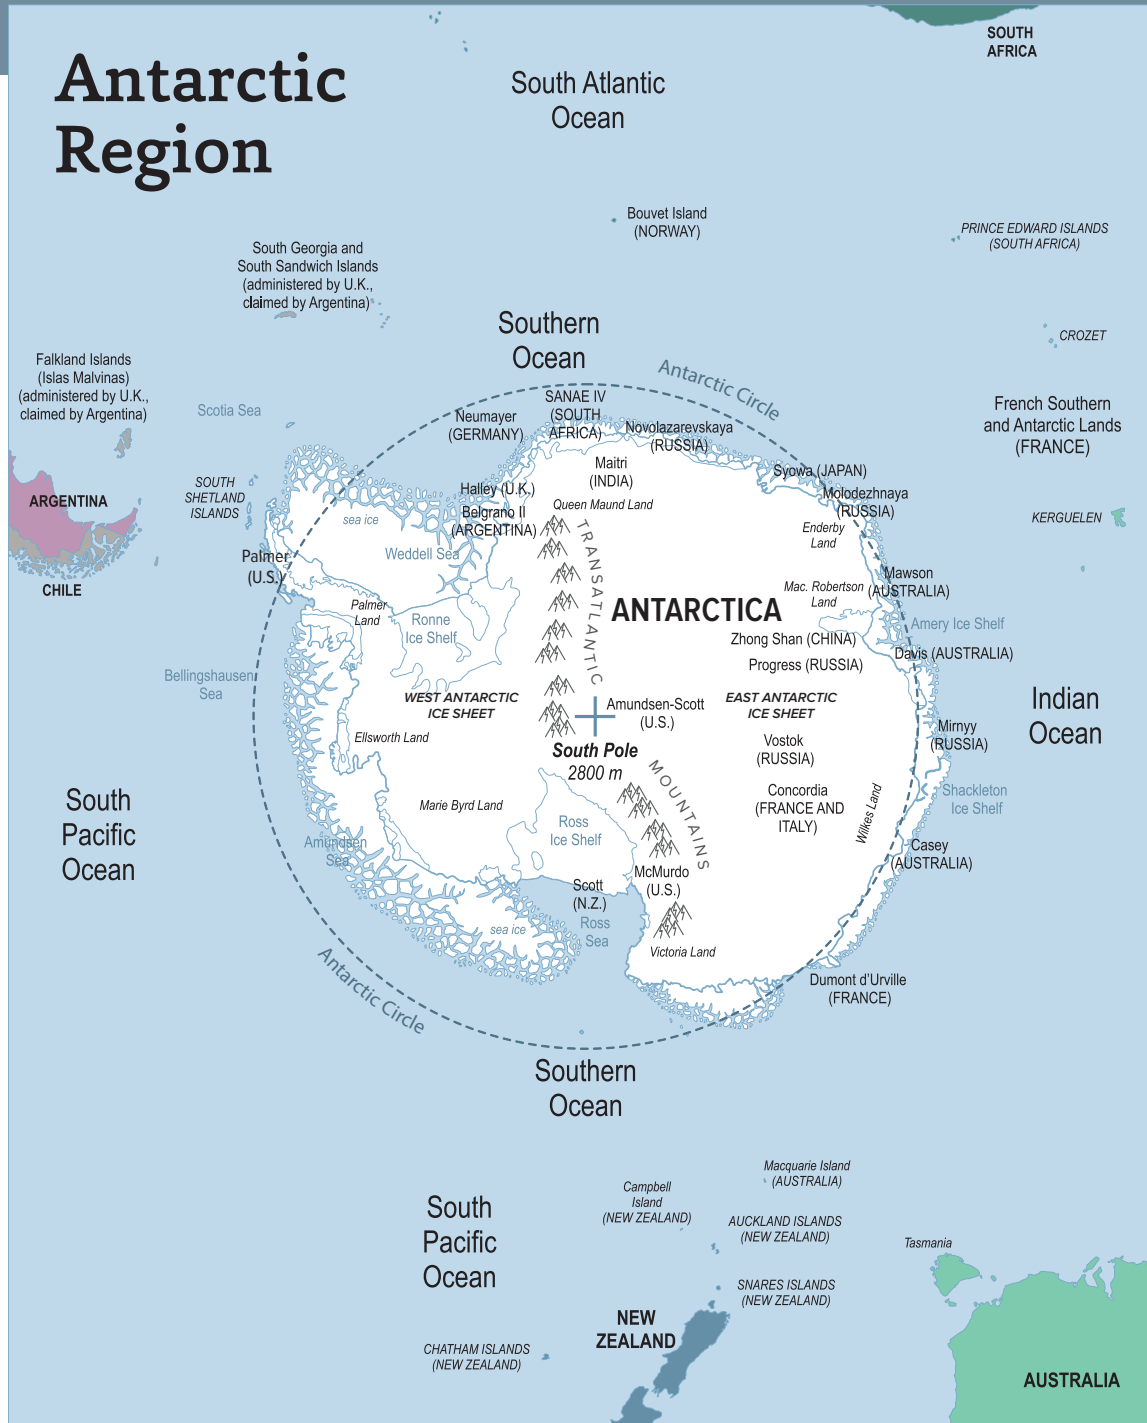 Antarctic
Region
SOUTH
AFRICA
South Atlantic
Ocean
Bouvet Island
(NORWAY)
PRINCE EDWARD ISLANDS
(SOUTH AFRICA)
South Georgia and
South Sandwich Islands
(administered by U.K.,
claimed by Argentina)
Southern
Ocean
CROZET
Falkland Islands
(Islas Malvinas)
(administered by U.K.,
claimed by Argentina)
Scotia Sea
Antarctic Circle
French Southern
and Antarctic Lands
(FRANCE)
Neumayer
(GERMANY)
SANAE IV
(SOUTH
AFRICA)
Novolazarevskaya
(RUSSIA)
Maitri
(INDIA)
Syowa (JAPAN)
Molodezhnaya
(RUSSIA)
ARGENTINA
SOUTH
SHETLAND
ISLANDS
Halley (U.K.)
Queen Maund Land
Belgrano II
(ARGENTINA)
sea ice
Enderby
Land
KERGUELEN
Weddell Sea
Palmer
(U.S.)
CHILE
TRANSATLANTIC
Mawson
(AUSTRALIA)
Mac. Robertson
Land
Palmer
Land
Ronne
Ice Shelf
ANTARCTICA
Amery Ice Shelf
Zhong Shan (CHINA)
Davis (AUSTRALIA)
Progress (RUSSIA)
Bellingshausen
Sea
WEST ANTARCTIC
ICE SHEET
Amundsen-Scott
(U.S.)
EAST ANTARCTIC
ICE SHEET
Indian
Ocean
Ellsworth Land
South Pole
2800 m
Vostok
(RUSSIA)
Mirnyy
(RUSSIA)
MOUNTAINS
Concordia
(FRANCE AND
ITALY)
Wilkes Land
Shackleton
Ice Shelf
South
Pacific
Ocean
Marie Byrd Land
Ross
Ice Shelf
Amundsen
Sea
Casey
(AUSTRALIA)
McMurdo
(U.S.)
Scott
(N.Z.)
Ross
Sea
sea ice
Victoria Land
Antarctic Circle
Dumont d'Urville
(FRANCE)
Southern
Ocean
Macquarie Island
(AUSTRALIA)
Campbell
Island
(NEW ZEALAND)
South
Pacific
Ocean
AUCKLAND ISLANDS
(NEW ZEALAND)
Tasmania
SNARES ISLANDS
(NEW ZEALAND)
NEW
ZEALAND
CHATHAM ISLANDS
(NEW ZEALAND)
AUSTRALIA